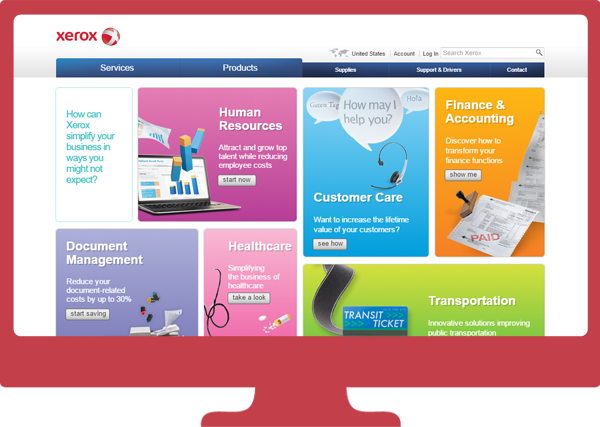 xerox
United States | Account | Log In Search Xerox
Services Products Supplies Support & Drivers Contact
How can
Xerox
simplify your
business in
ways you
might not
expect?
Human
Resources
Attract and grow top
talent while reducing
employee costs
start now
Guten Tag
Hola
How may I
help you?
Customer Care
Want to increase the lifetime
value of your customers?
see how
Finance &
Accounting
Discover how to
transform your
finance functions
show me
PAID
Document
Management
Reduce your
document-related
costs by up to 30%
start saving
Healthcare
Simplifying
the business of
healthcare
take a look
TRANSIT
TICKET
Transportation
Innovative solutions improving
public transportation